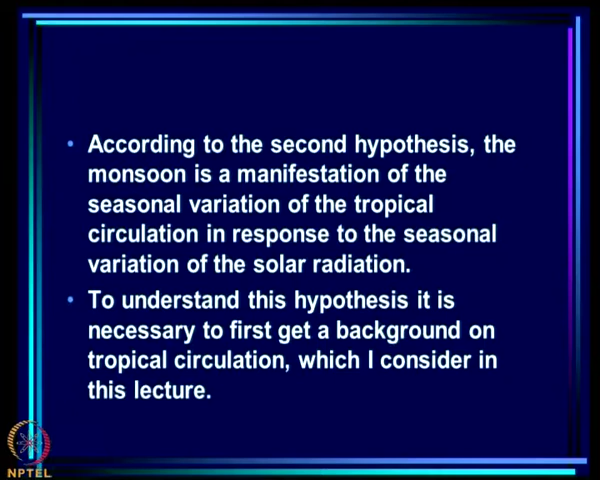 • According to the second hypothesis, the
monsoon is a manifestation of the
seasonal variation of the tropical
circulation in response to the seasonal
variation of the solar radiation.
• To understand this hypothesis it is
necessary to first get a background on
tropical circulation, which I consider in
this lecture.
NPTEL